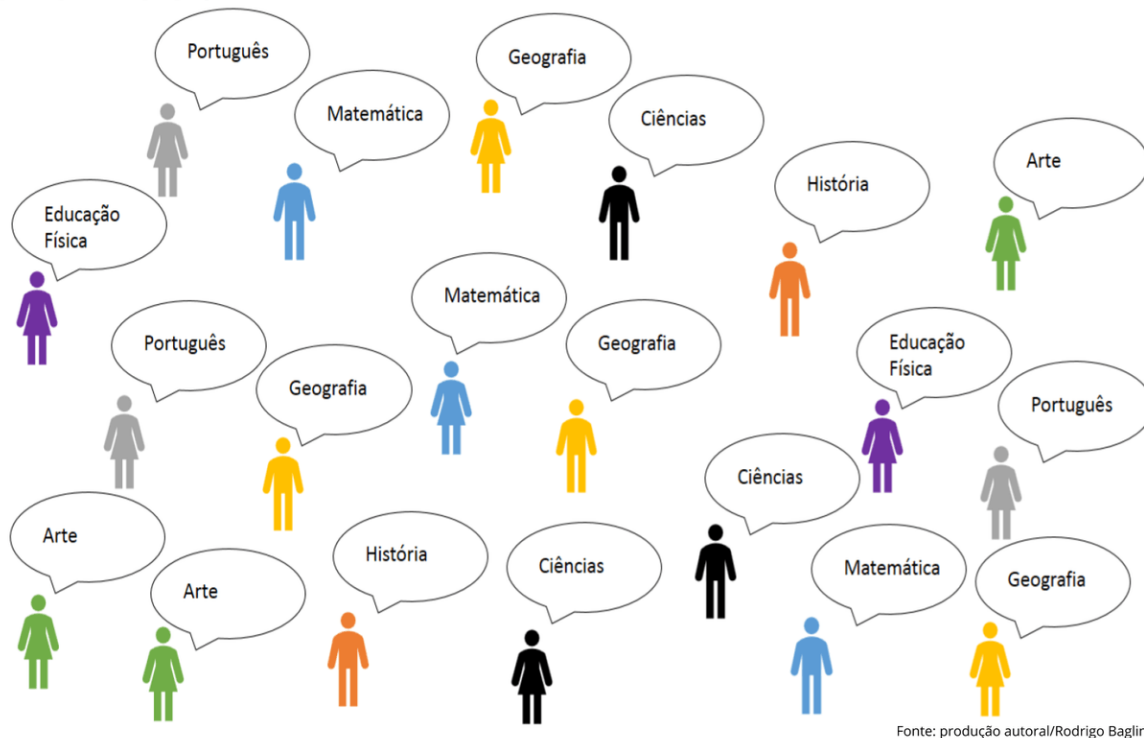 Português
Geografia
Matemática
Ciências
Arte
História
Educação
Física
Matemática
Português
Geografia
Educação
Física
Geografia
Português
Ciências
Arte
História
Ciências
Matemática
Geografia
Arte
Fonte: produção autoral/Rodrigo Baglini